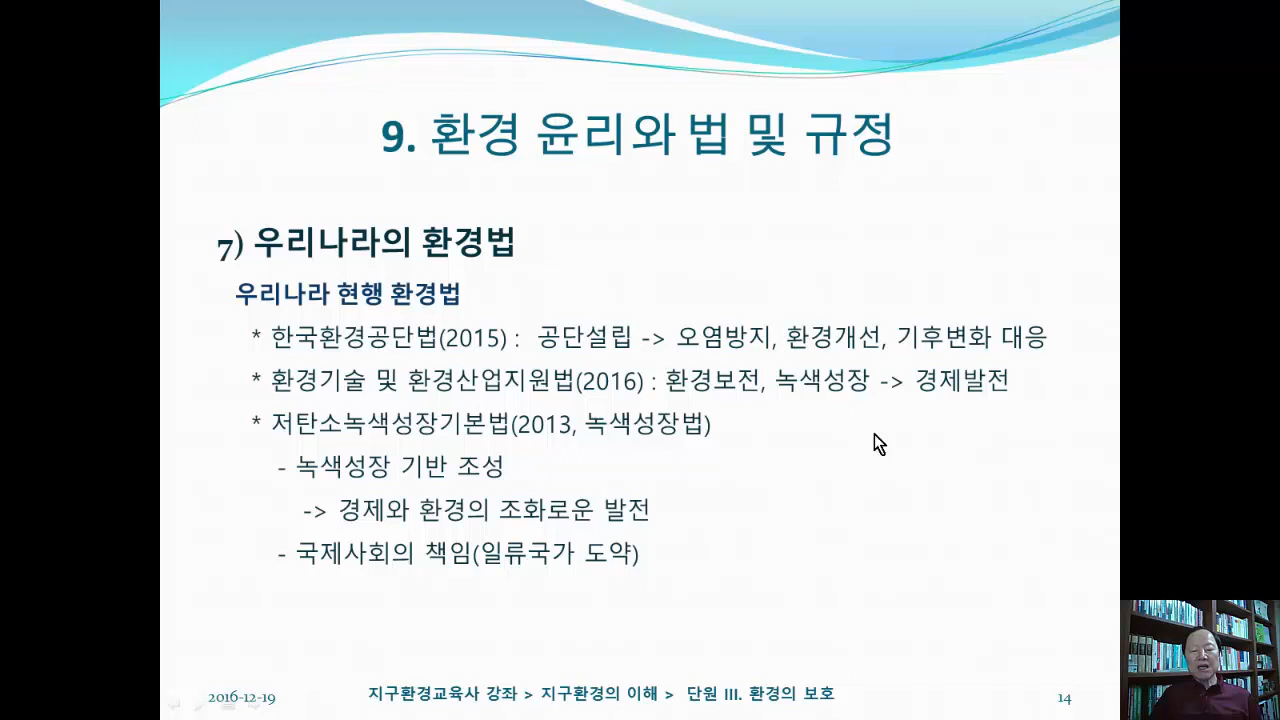 9. 환경 윤리와 법 및 규정
7) 우리나라의 환경법
우리나라 현행 환경법
* 한국환경공단법(2015) : 공단설립 -> 오염방지, 환경개선, 기후변화 대응
* 환경기술 및 환경산업지원법(2016) : 환경보전, 녹색성장 -> 경제발전
* 저탄소녹색성장기본법(2013, 녹색성장법)
- 녹색성장 기반 조성
-> 경제와 환경의 조화로운 발전
- 국제사회의 책임(일류국가 도약)
2016-12-19
지구환경교육사 강좌 > 지구환경의 이해 > 단원 III. 환경의 보호
14